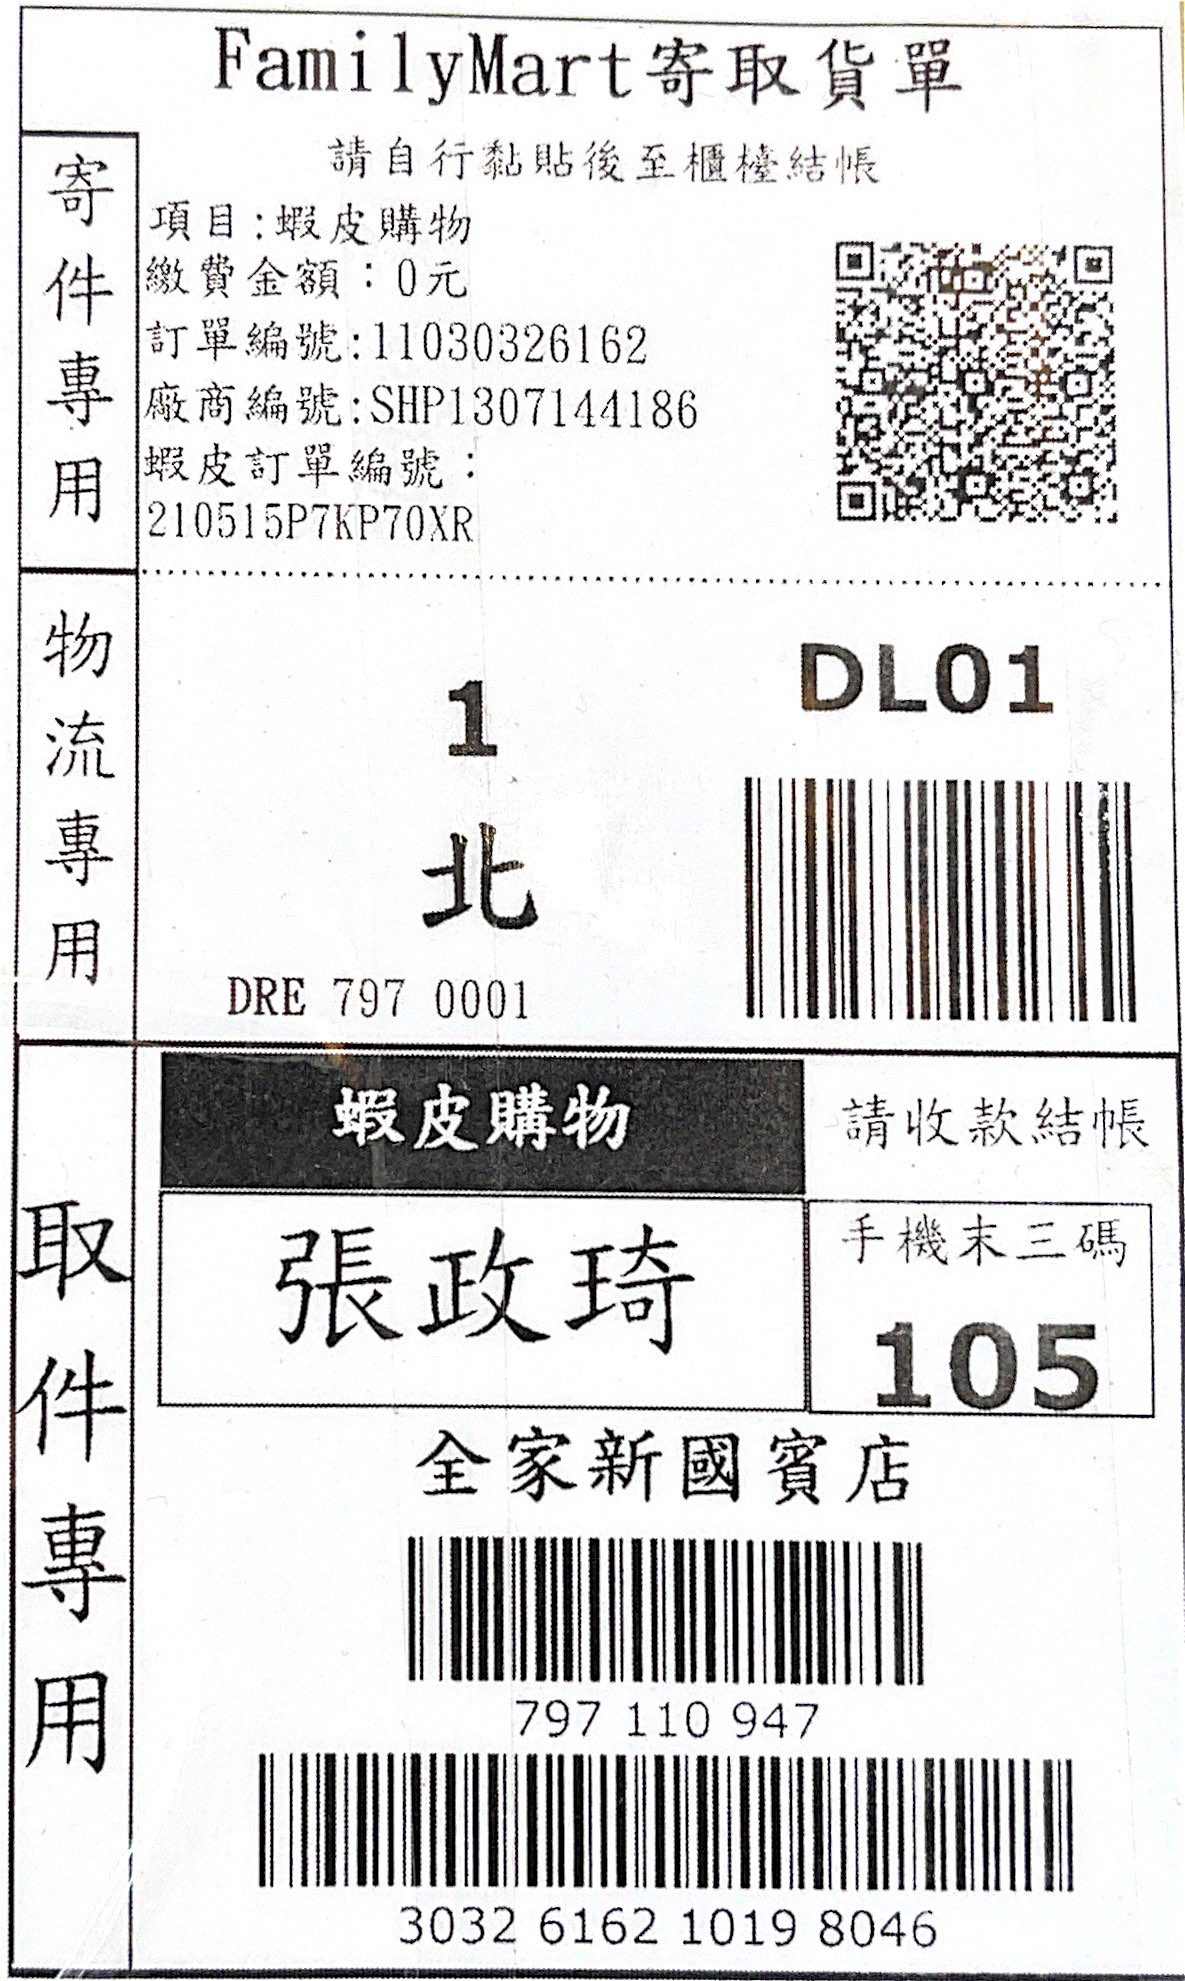 FamilyMart寄取貨單
寄件專用
請自行黏貼後至櫃檯結帳
項目:蝦皮購物
繳費金額：0元
訂單編號:11030326162
廠商編號:SHP1307144186
蝦皮訂單編號：
210515P7KP70XR
物流專用
1
北
DRE 797 0001
DL01
取件專用
蝦皮購物
請收款結帳
張政琦
手機末三碼
105
全家新國賓店
797 110 947
3032 6162 1019 8046